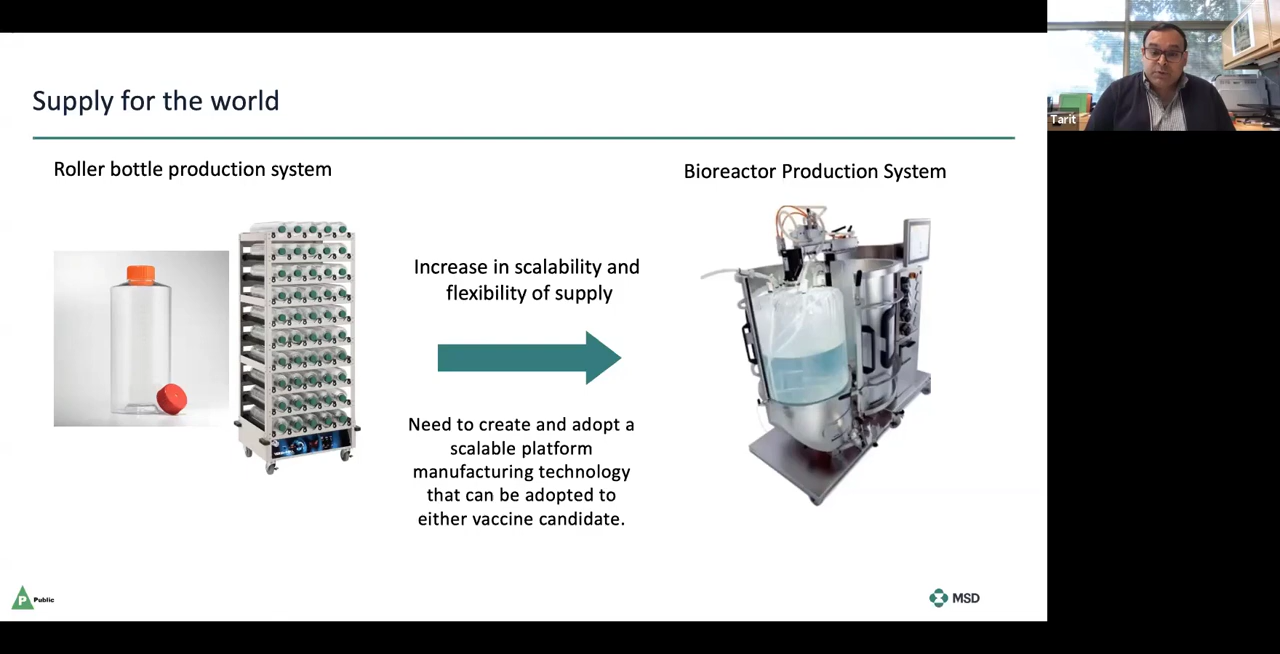 Supply for the world
Roller bottle production system
Bioreactor Production System
Increase in scalability and
flexibility of supply
Need to create and adopt a
scalable platform
manufacturing technology
that can be adopted to
either vaccine candidate.
P Public
MSD
Tarit